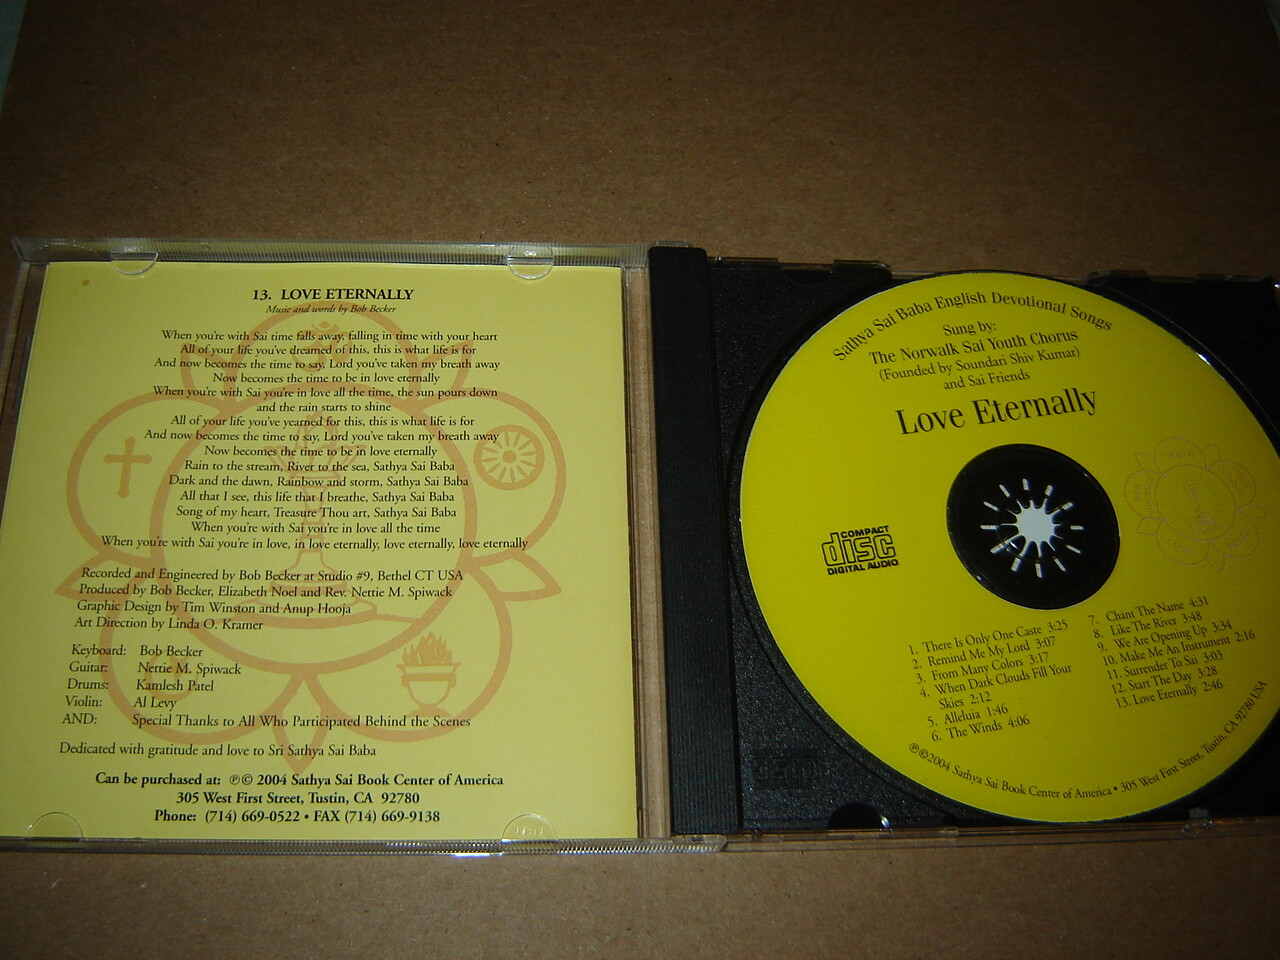 13. LOVE ETERNALLY
Music and words by Bob Becker
When you're with Sai time falls away, falling in time with your heart
All of your life you've dreamed of this, this is what life is for
And now becomes the time to say, Lord you've taken my breath away
Now becomes the time to be in love eternally
When you're with Sai you're in love all the time, the sun pours down
and the rain starts to shine
All of your life you've yearned for this, this is what life is for
And now becomes the time to say, Lord you've taken my breath away
Now becomes the time to be in love eternally
Rain to the stream, River to the sea, Sathya Sai Baba
Dark and the dawn, Rainbow and storm, Sathya Sai Baba
All that I see, this life that I breathe, Sathya Sai Baba
Song of my heart, Treasure Thou art, Sathya Sai Baba
When you're with Sai you're in love all the time
When you're with Sai you're in love, in love eternally, love eternally, love eternally
Recorded and Engineered by Bob Becker at Studio #9, Bethel CT USA
Produced by Bob Becker, Elizabeth Noel and Rev. Nettie M. Spiwack
Graphic Design by Tim Winston and Anup Hooja
Art Direction by Linda O. Kramer
Keyboard: Bob Becker
Guitar: Nettie M. Spiwack
Drums: Kamlesh Patel
Violin: Al Levy
AND: Special Thanks to All Who Participated Behind the Scenes
Dedicated with gratitude and love to Sri Sathya Sai Baba
Can be purchased at: ℗© 2004 Sathya Sai Book Center of America
305 West First Street, Tustin, CA 92780
Phone: (714) 669-0522 • FAX (714) 669-9138
Sathya Sai Baba English Devotional Songs
Sung by:
The Norwalk Sai Youth Chorus
(Founded by Soundari Shiv Kumar)
and Sai Friends
Love Eternally
COMPACT
disc
DIGITAL AUDIO
1. There Is Only One Caste 3:25
2. Remind Me My Lord 3:07
3. From Many Colors 3:17
4. When Dark Clouds Fill Your
Skies 2:12
5. Alleluia 1:46
6. The Winds 4:06
7. Chant The Name 4:31
8. Like The River 3:48
9. We Are Opening Up 3:34
10. Make Me An Instrument 2:16
11. Surrender To Sai 3:03
12. Start The Day 3:28
13. Love Eternally 2:46
℗©2004 Sathya Sai Book Center of America • 305 West First Street, Tustin, CA 92780 USA